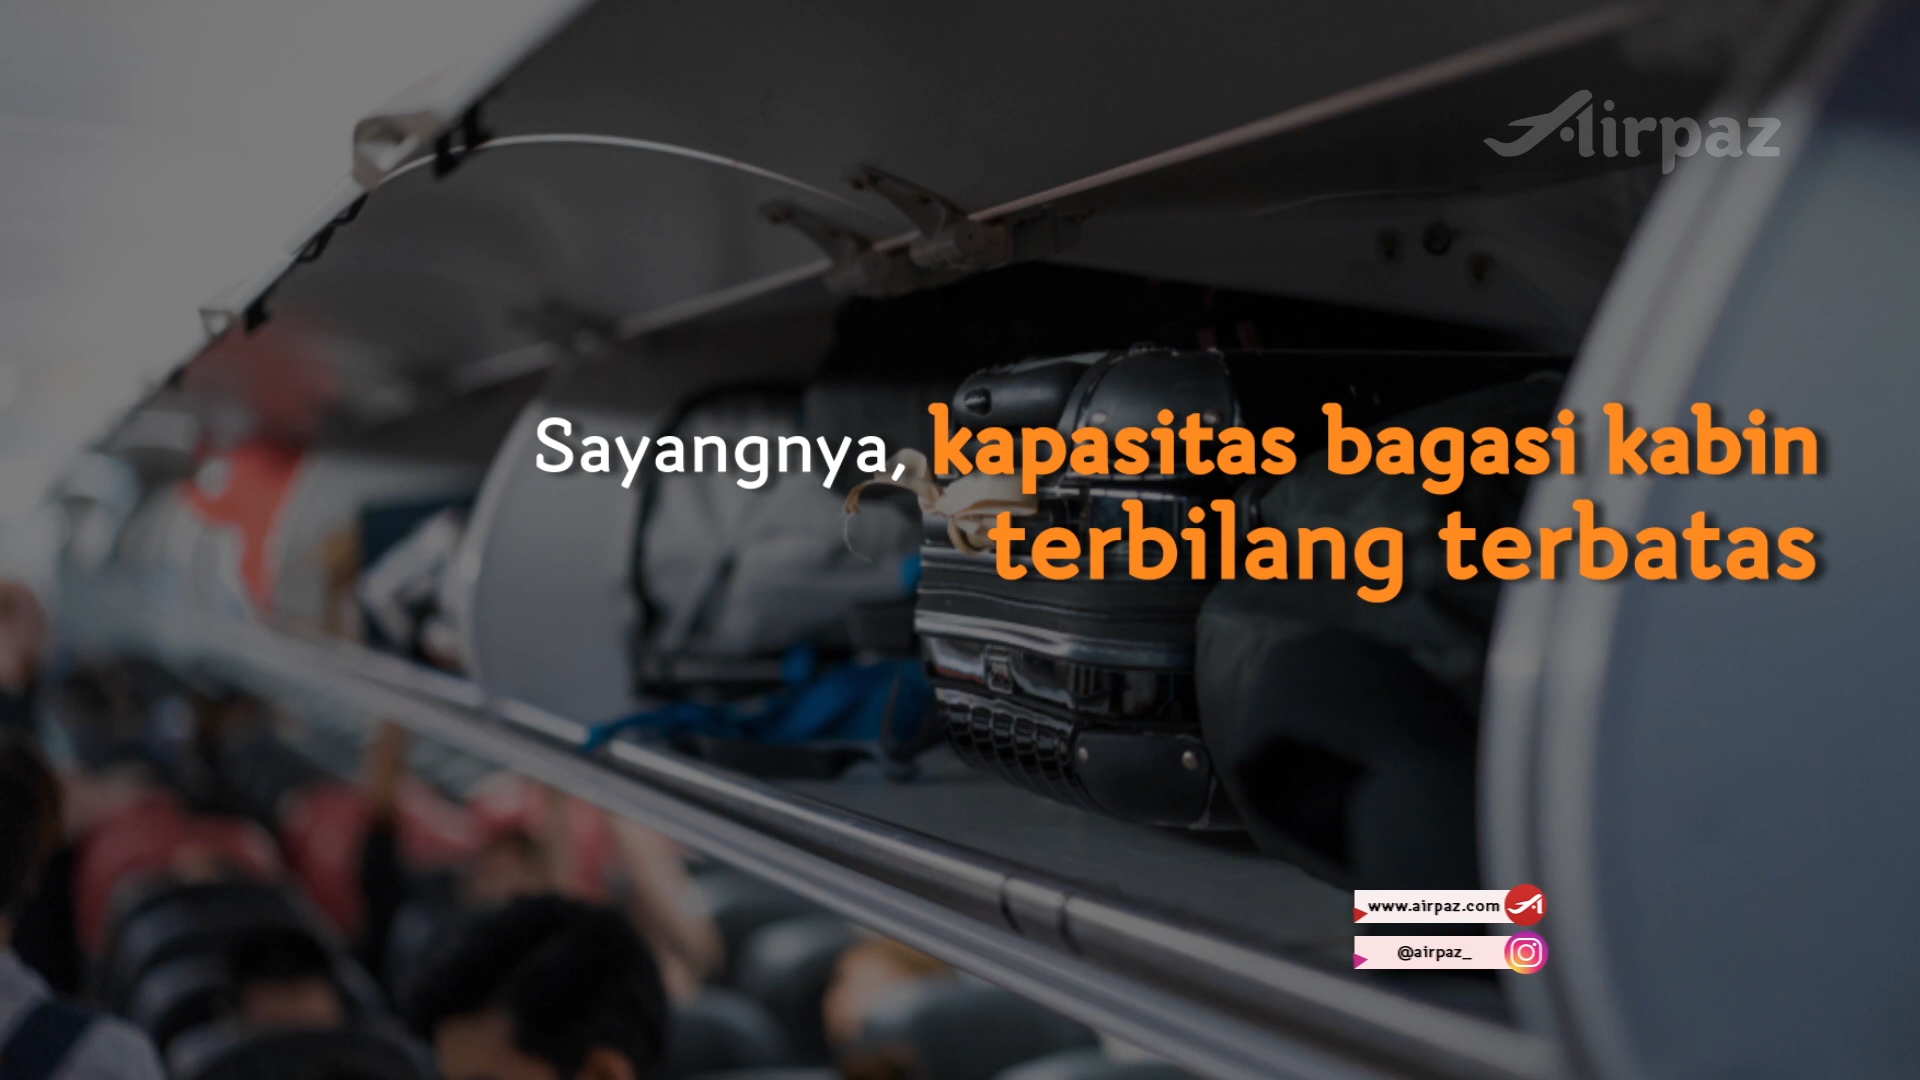 Airpaz
Sayangnya, kapasitas bagasi kabin
terbilang terbatas
www.airpaz.com
@airpaz_